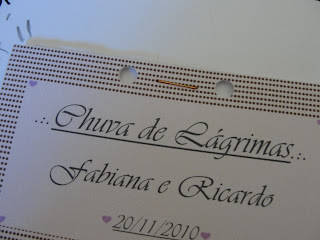 .:. Chuva de Lágrimas .:.
Fabiana e Ricardo
20/11/2010